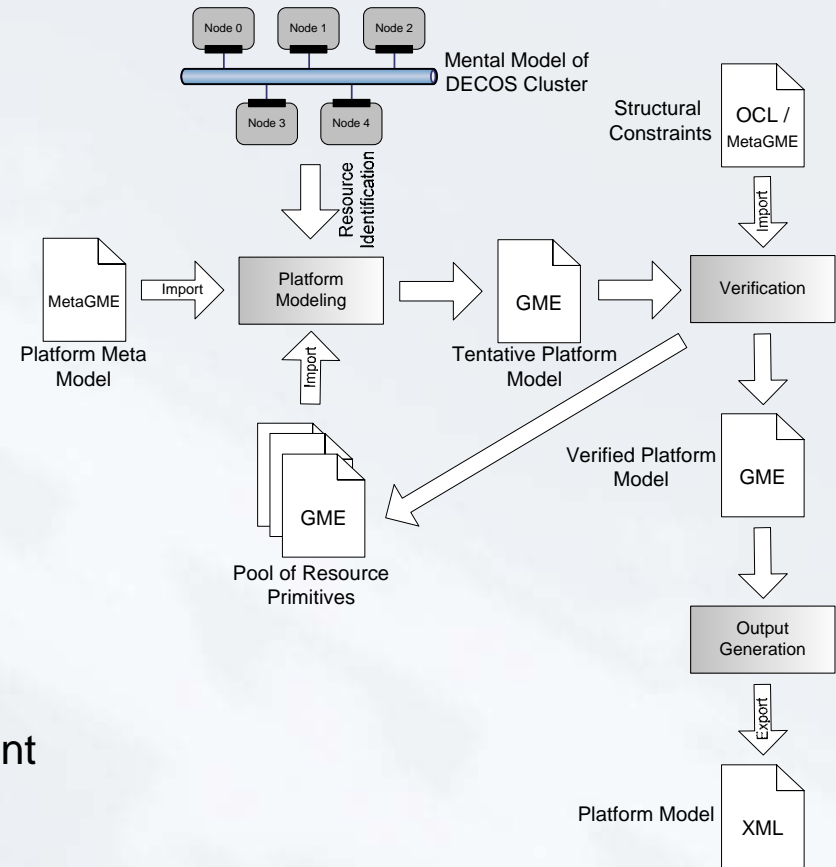 Node 0
Node 1
Node 2
Mental Model of
DECOS Cluster
Node 3
Node 4
Structural
Constraints
OCL /
MetaGME
Resource
Identification
Import
MetaGME
Import
Platform
Modeling
GME
Verification
Platform Meta
Model
Import
Tentative Platform
Model
GME
Pool of Resource
Primitives
Verified Platform
Model
GME
Output
Generation
Export
nt
Platform Model
XML